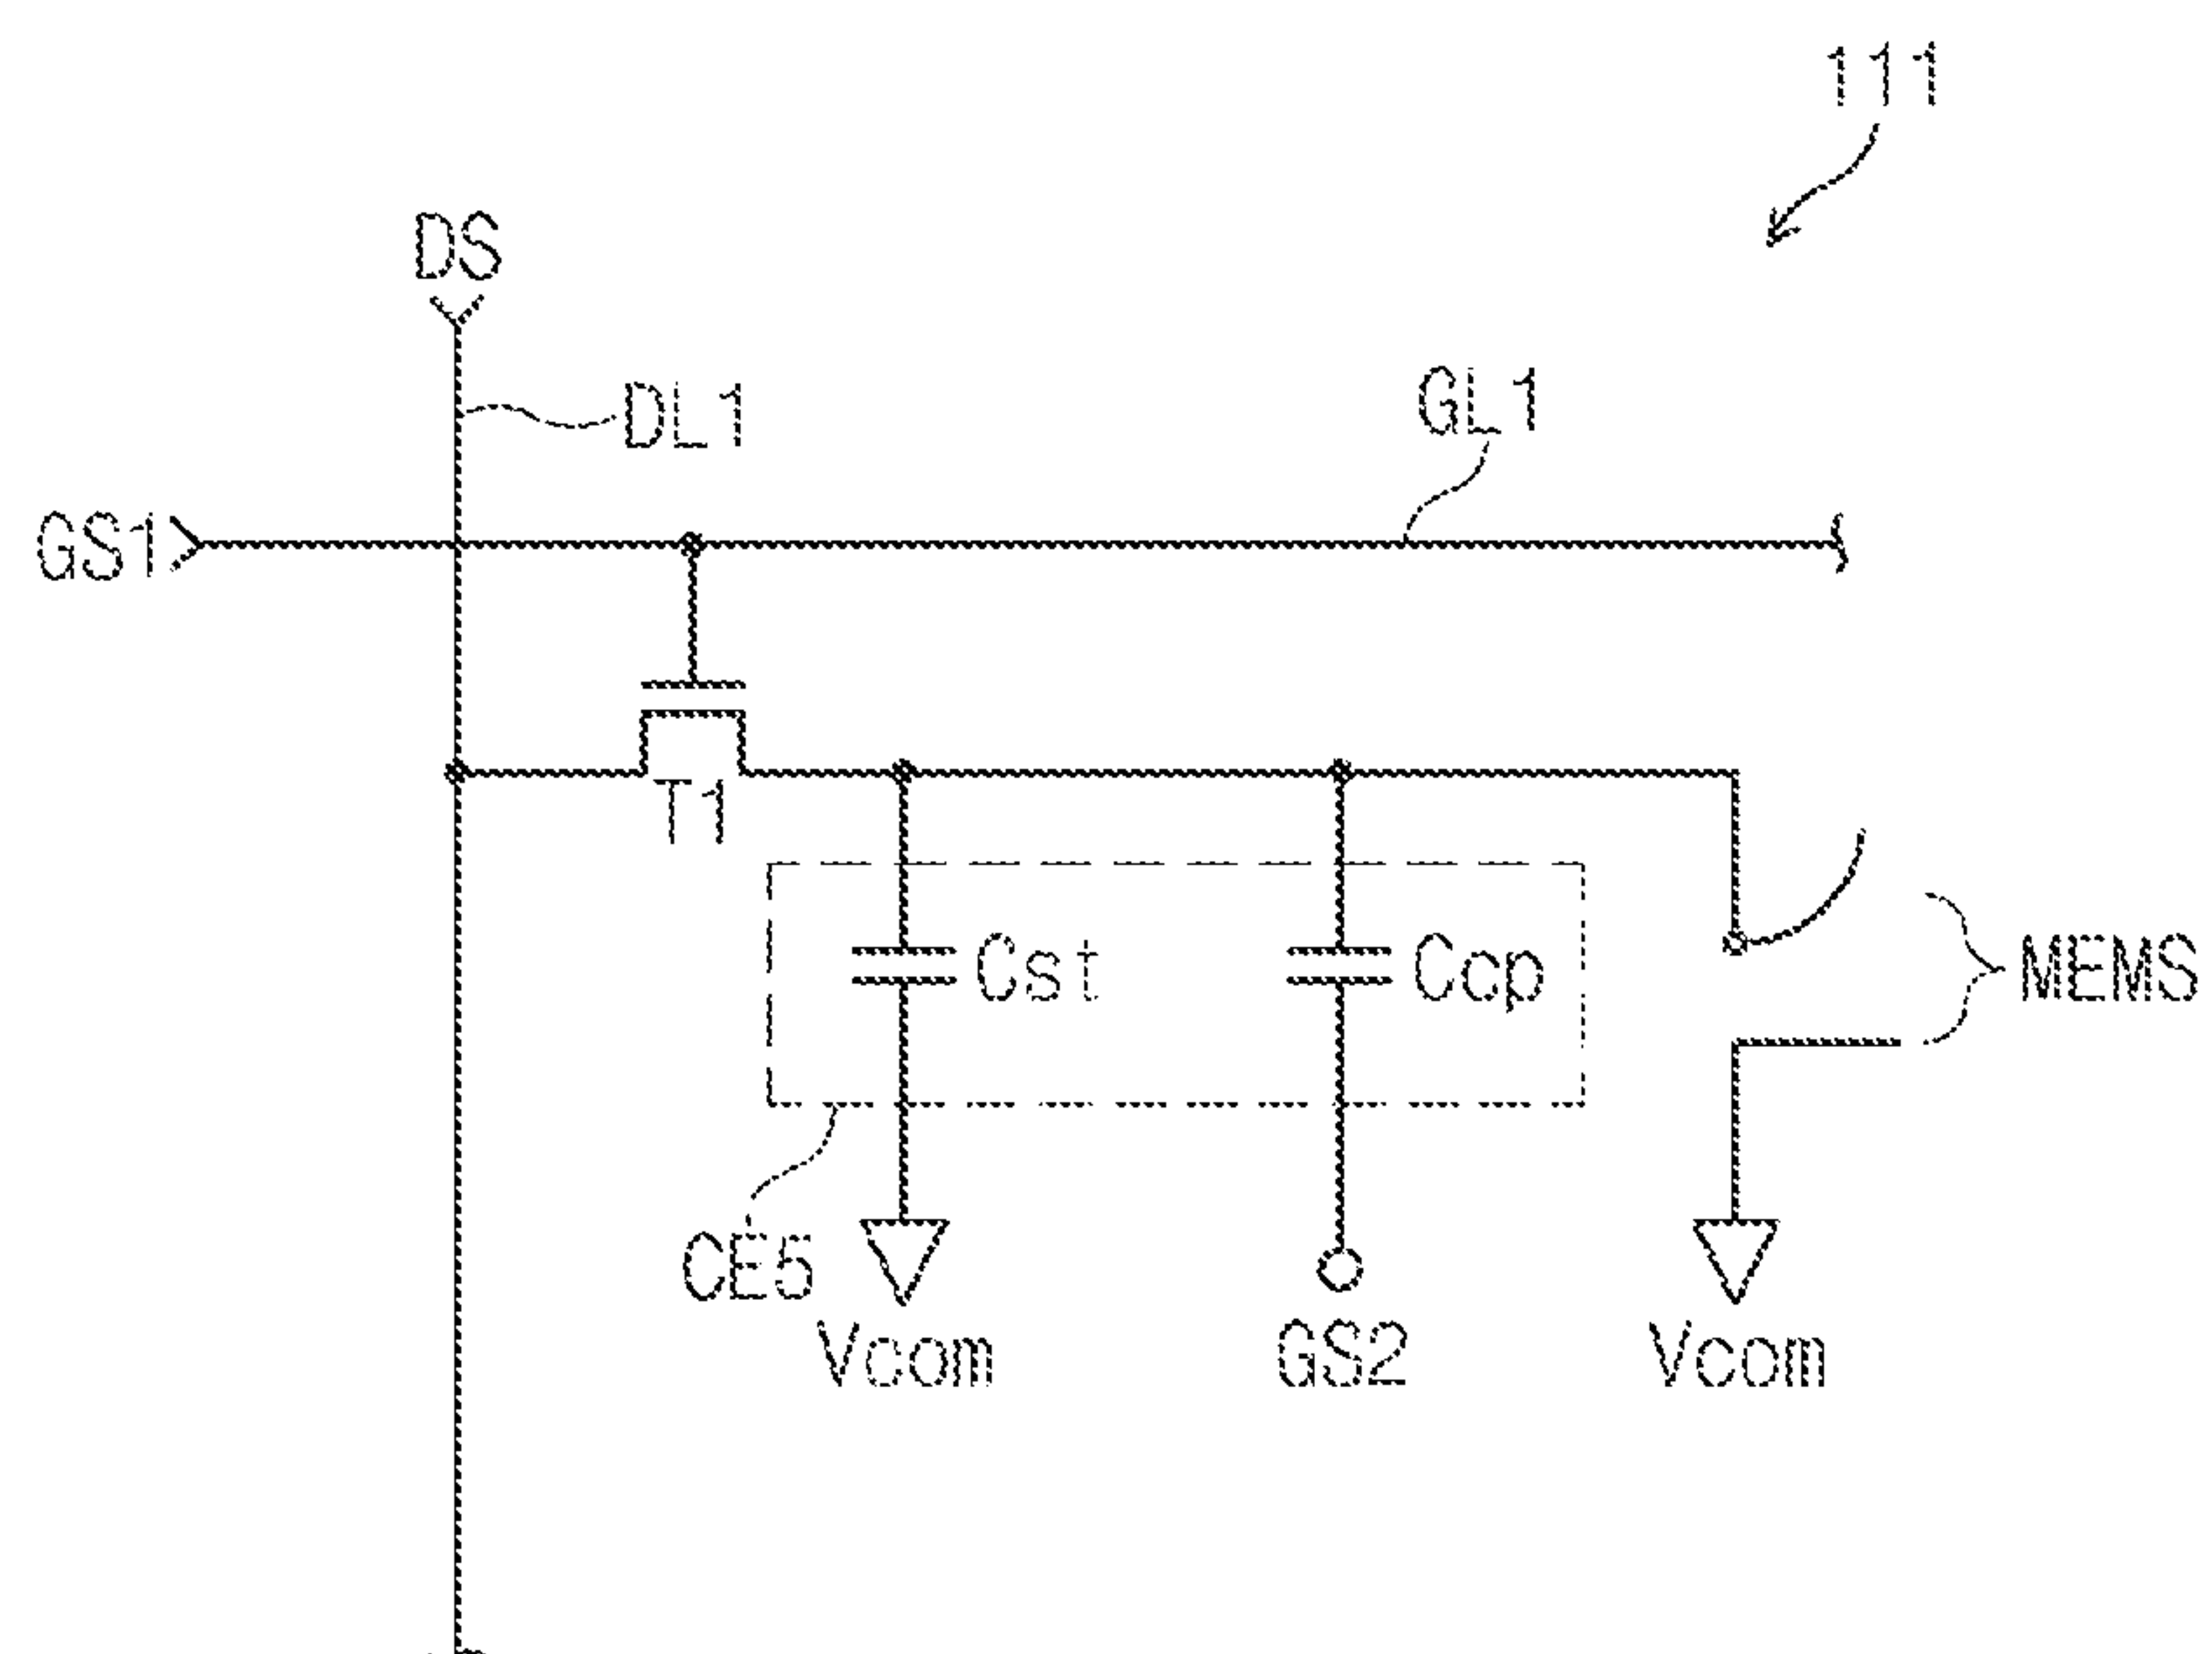 111
DS
DL1
GL1
GS1
T1
Cst
Ccp
MEMS
CE5
Vcom
GS2
Vcom